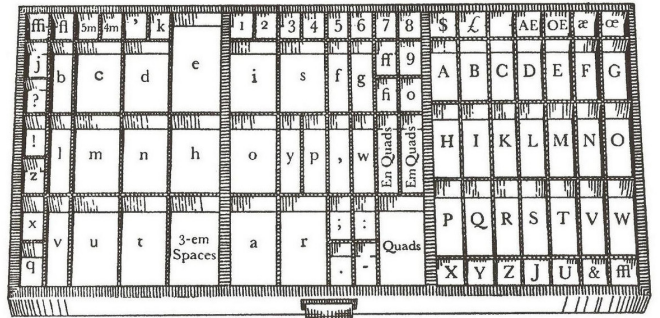 ffi fl 5m 4m ’ k 1 2 3 4 5 6 7 8 $ £ AE OE æ œ
j b c d e i s f g ff 9 A B C D E F G
? fi 0
! l m n h o y p , w En Quads Em Quads H I K L M N O
z
x v u t 3-em a r ; : Quads P Q R S T V W
Spaces
q . - X Y Z J U & ffl